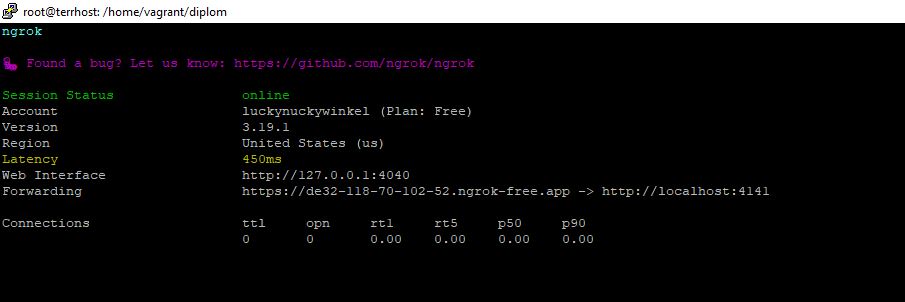 root@terrhost: /home/vagrant/diplom
ngrok
Found a bug? Let us know: https://github.com/ngrok/ngrok
Session Status online
Account luckynuckywinkel (Plan: Free)
Version 3.19.1
Region United States (us)
Latency 450ms
Web Interface http://127.0.0.1:4040
Forwarding https://de32-118-70-102-52.ngrok-free.app -> http://localhost:4141
Connections ttl opn rt1 rt5 p50 p90
0 0 0.00 0.00 0.00 0.00